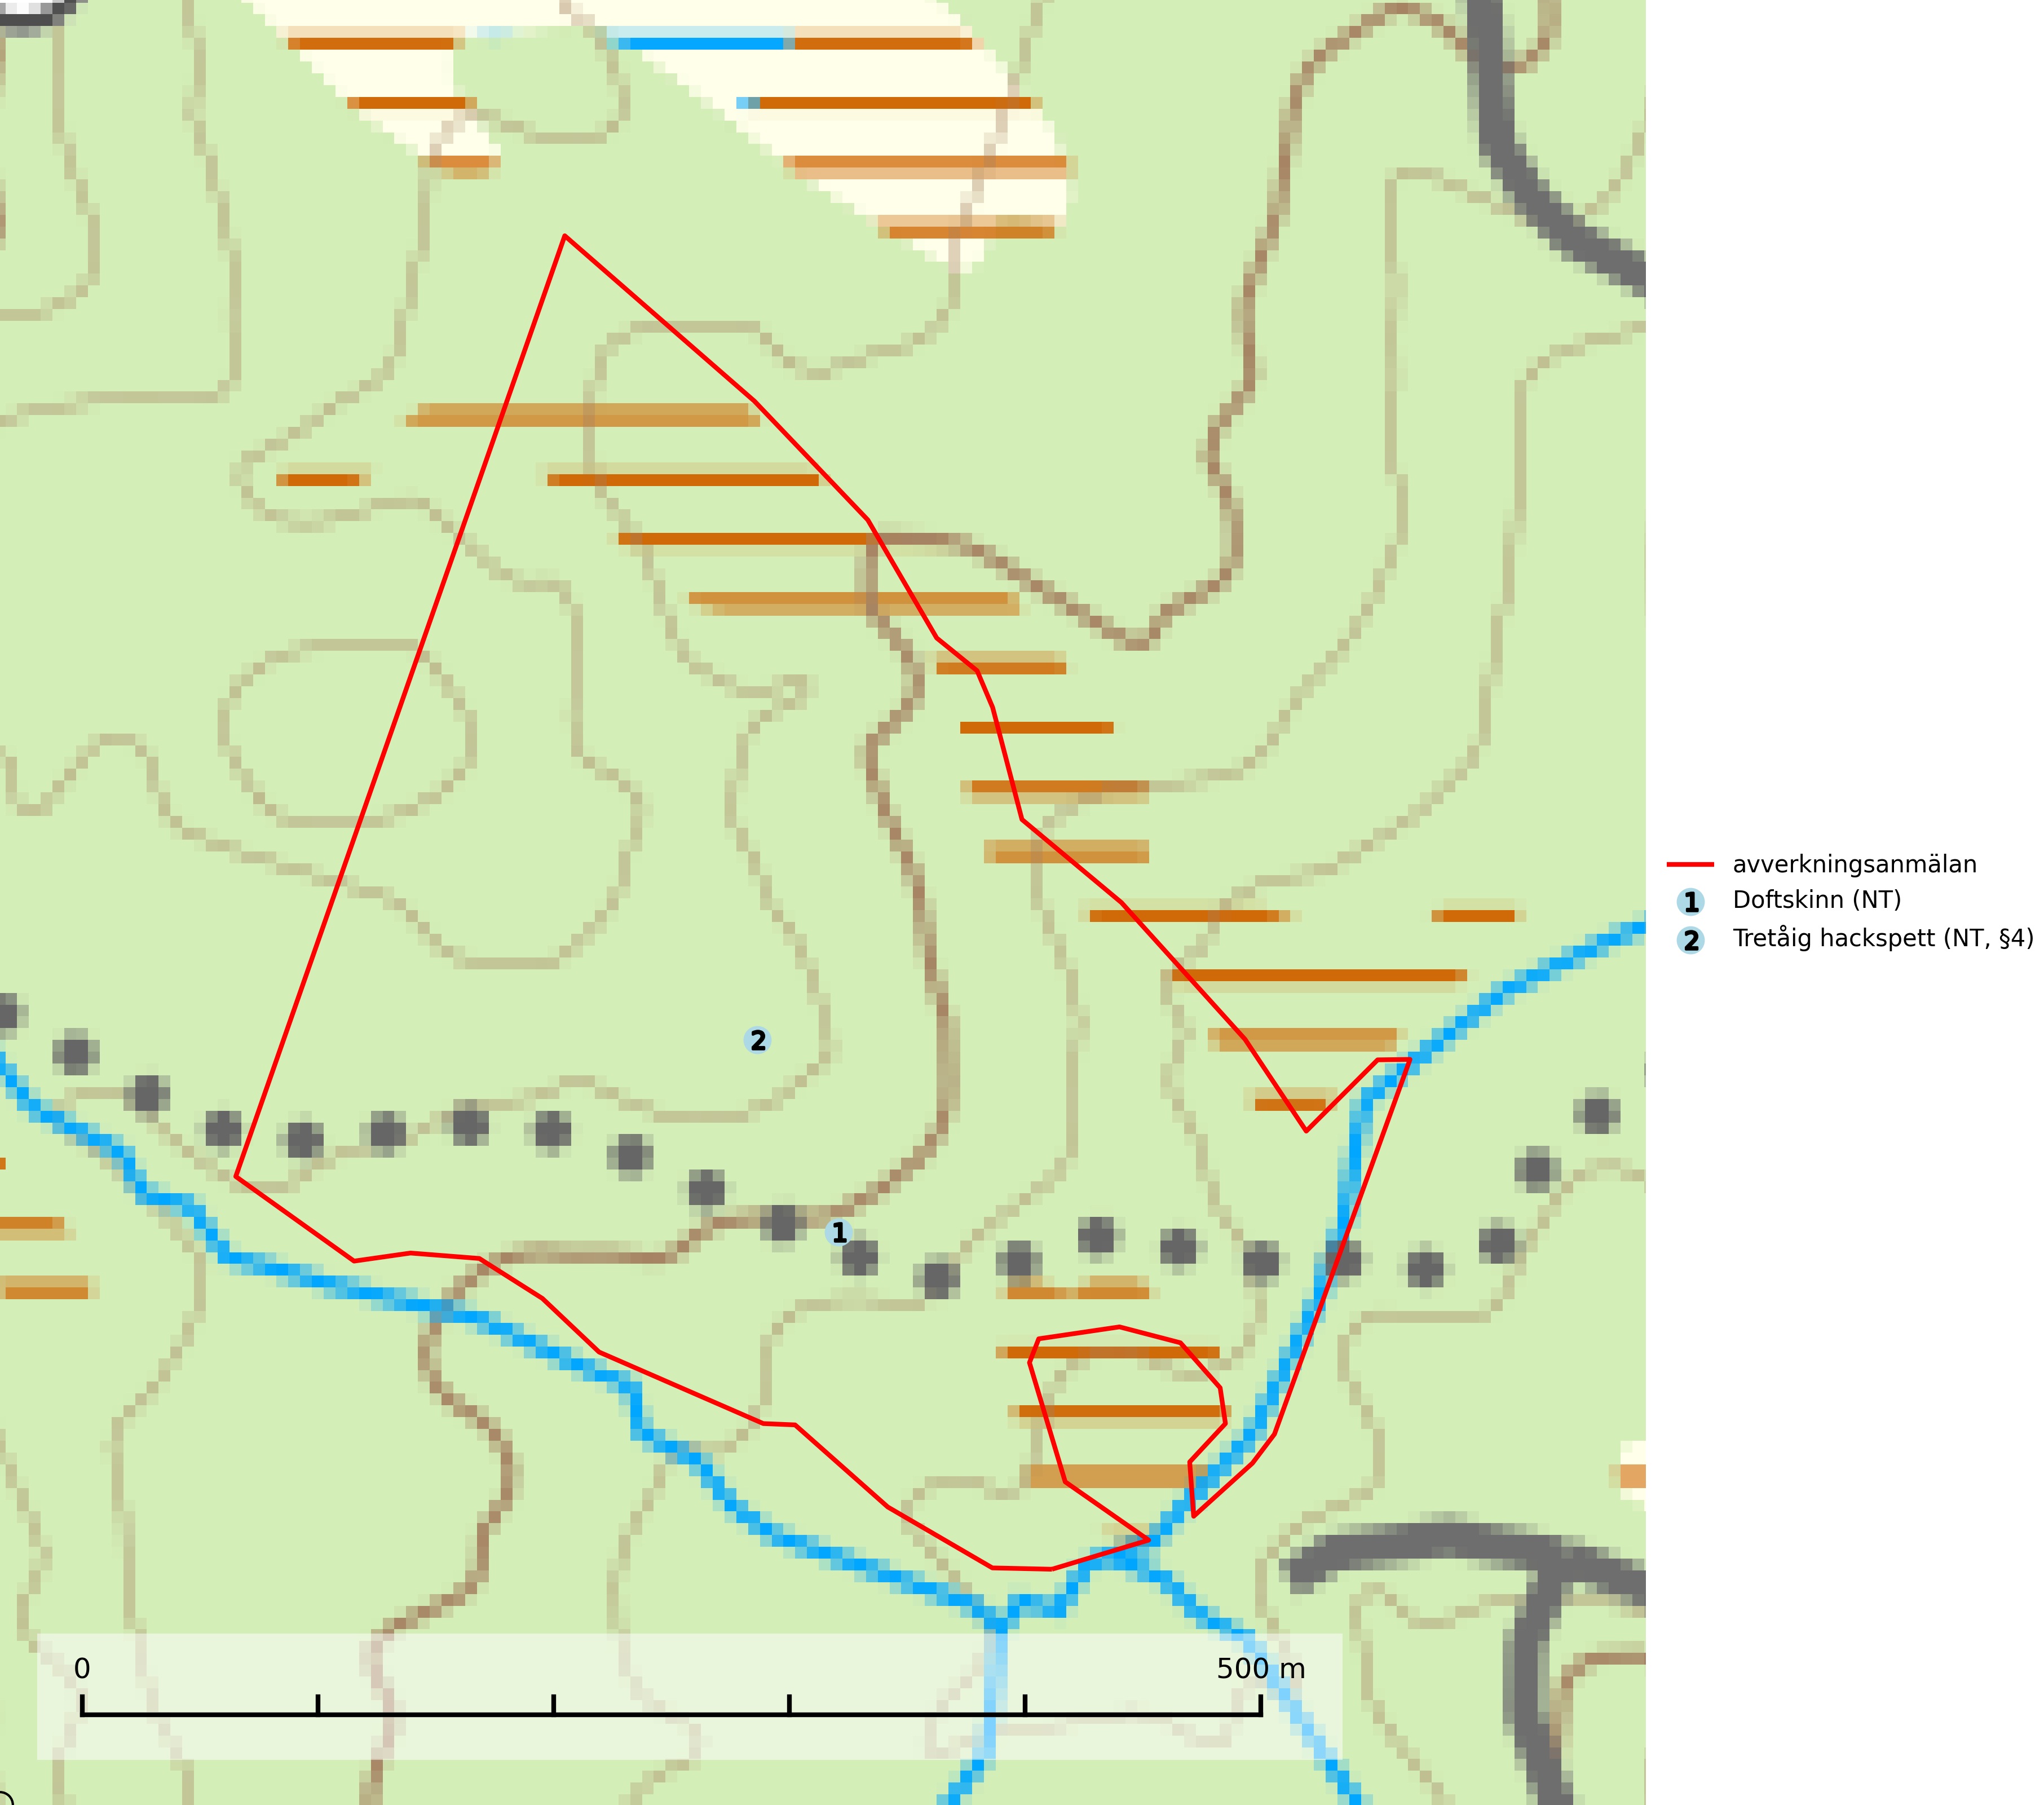 avverkningsanmälan
1 Doftskinn (NT)
2 Tretåig hackspett (NT, §4)
2
1
0 500 m